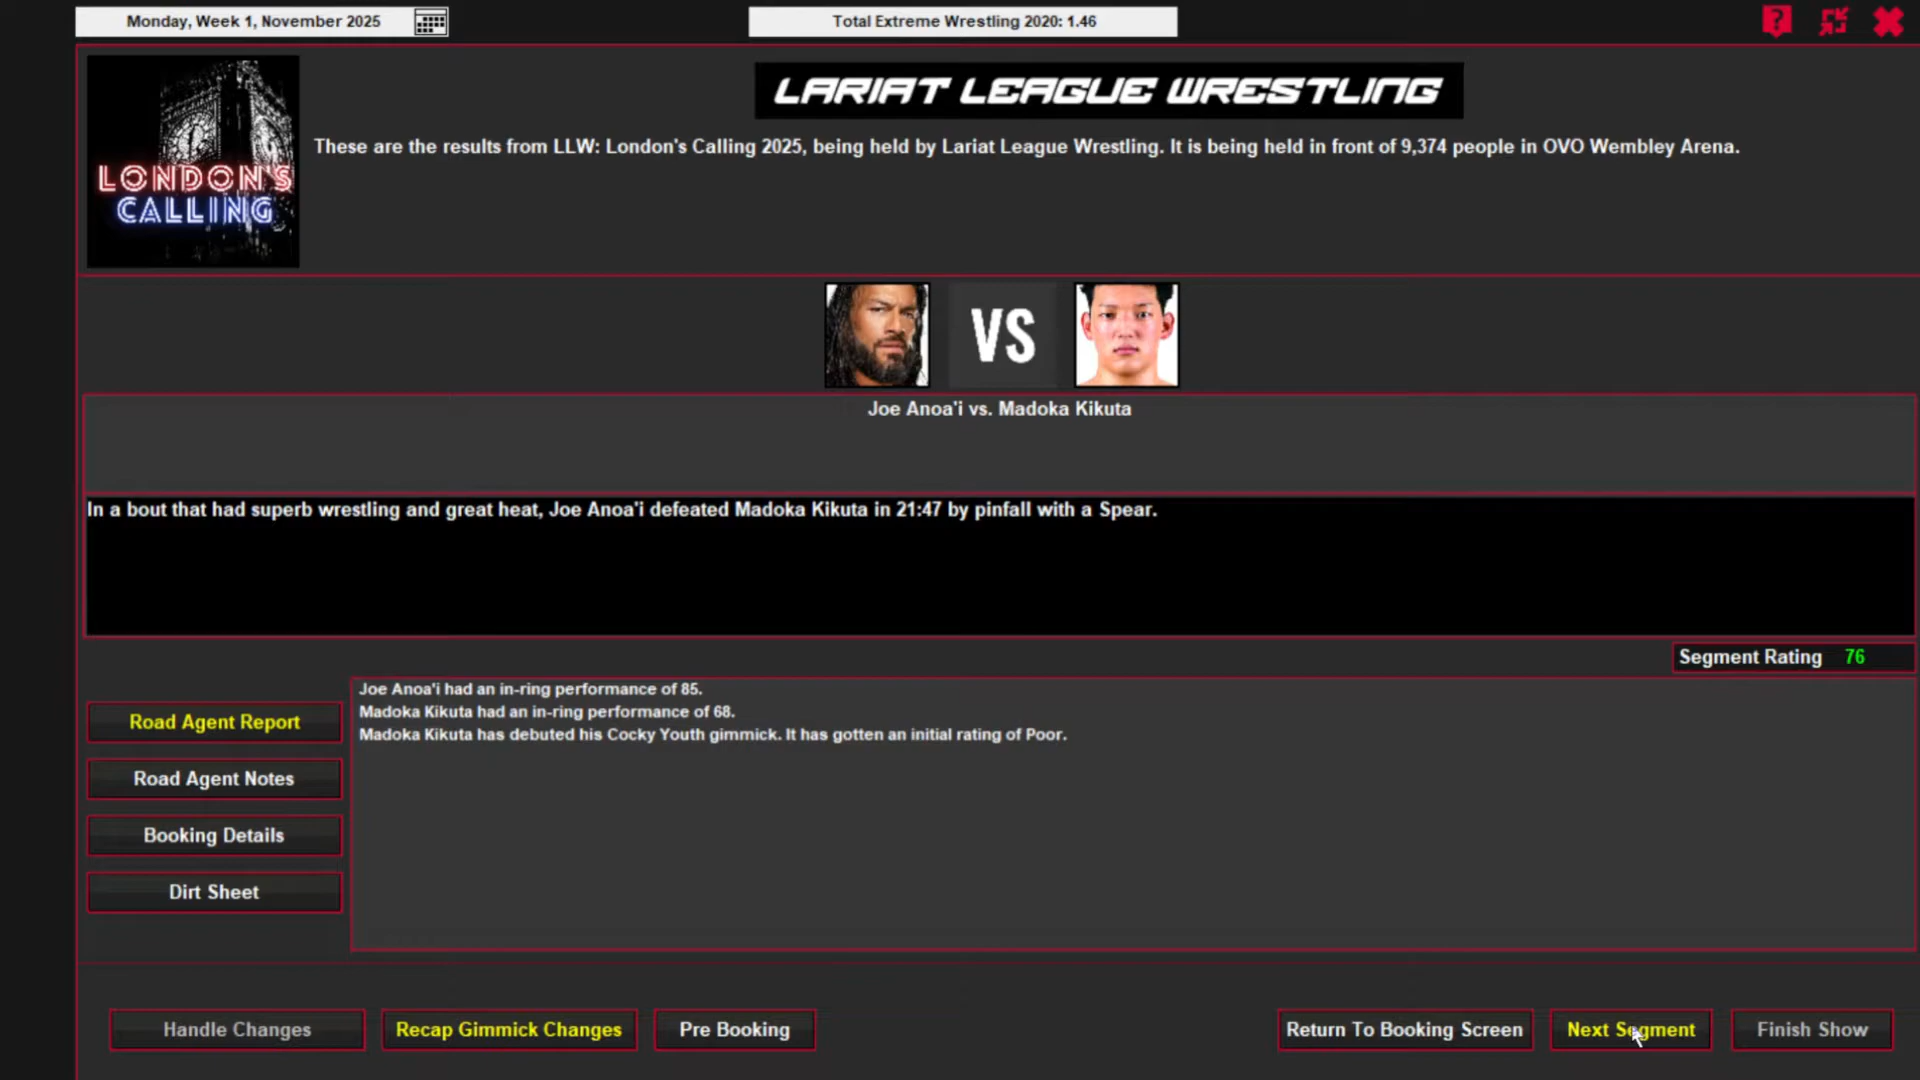 Monday, Week 1, November 2025
Total Extreme Wrestling 2020: 1.46
?
LARIAT LEAGUE WRESTLING
LONDON'S
CALLING
These are the results from LLW: London's Calling 2025, being held by Lariat League Wrestling. It is being held in front of 9,374 people in OVO Wembley Arena.
VS
Joe Anoa'i vs. Madoka Kikuta
In a bout that had superb wrestling and great heat, Joe Anoa'i defeated Madoka Kikuta in 21:47 by pinfall with a Spear.
Segment Rating 76
Road Agent Report
Road Agent Notes
Booking Details
Dirt Sheet
Joe Anoa'i had an in-ring performance of 85.
Madoka Kikuta had an in-ring performance of 68.
Madoka Kikuta has debuted his Cocky Youth gimmick. It has gotten an initial rating of Poor.
Handle Changes
Recap Gimmick Changes
Pre Booking
Return To Booking Screen
Next Segment
Finish Show